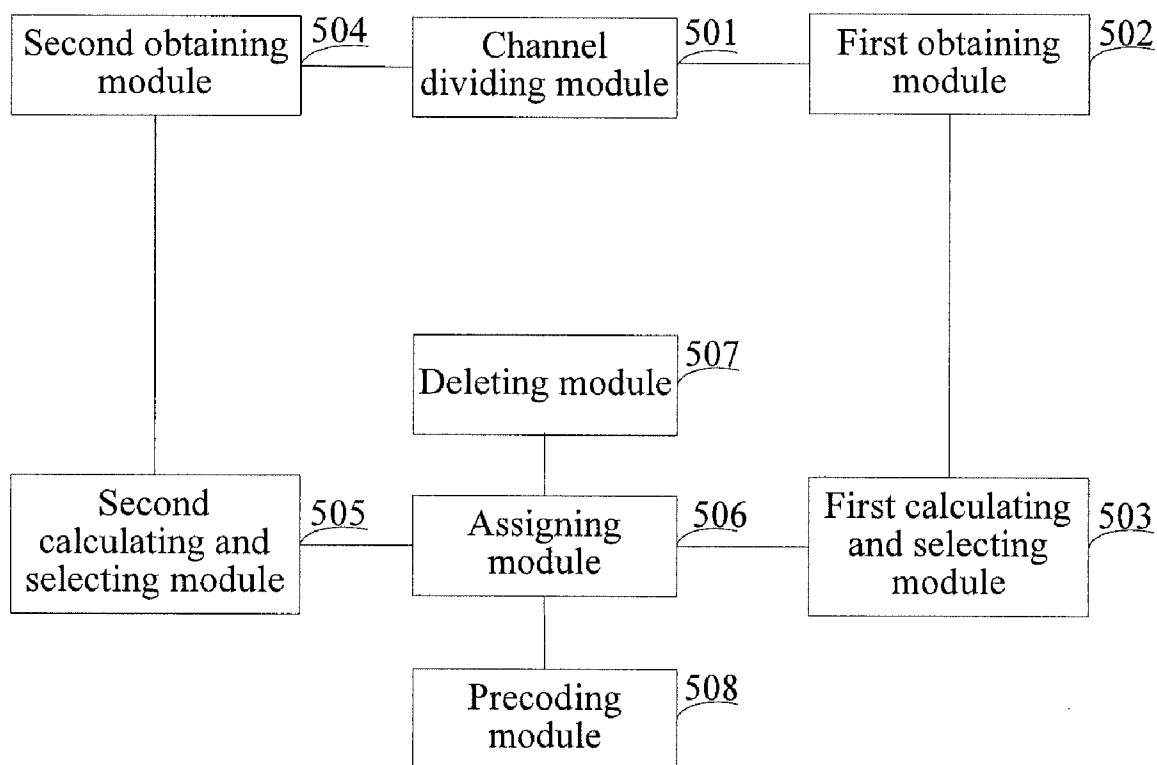 Second obtaining
module
504
Channel
dividing module
501
First obtaining
module
502
Deleting module
507
Second
calculating and
selecting module
505
Assigning
module
506
First calculating
and selecting
module
503
Precoding
module
508